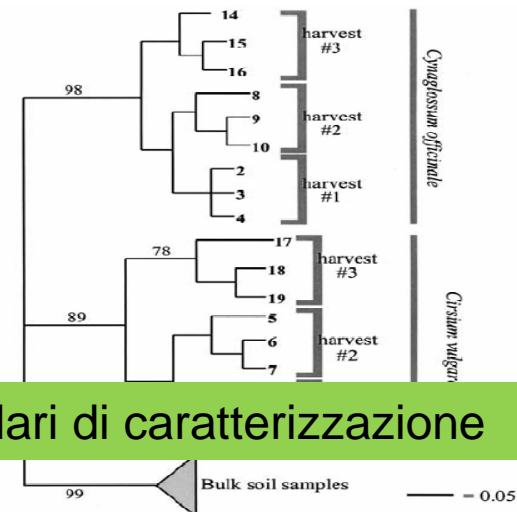 14
harvest
#3
15
16
98
8
harvest
#2
9
10
2
harvest
#1
3
4
Cynaglossum officinale
17
78
harvest
#3
18
19
89
5
harvest
#2
6
7
Cirsium vulgare
lari di caratterizzazione
Bulk soil samples
99
= 0.05